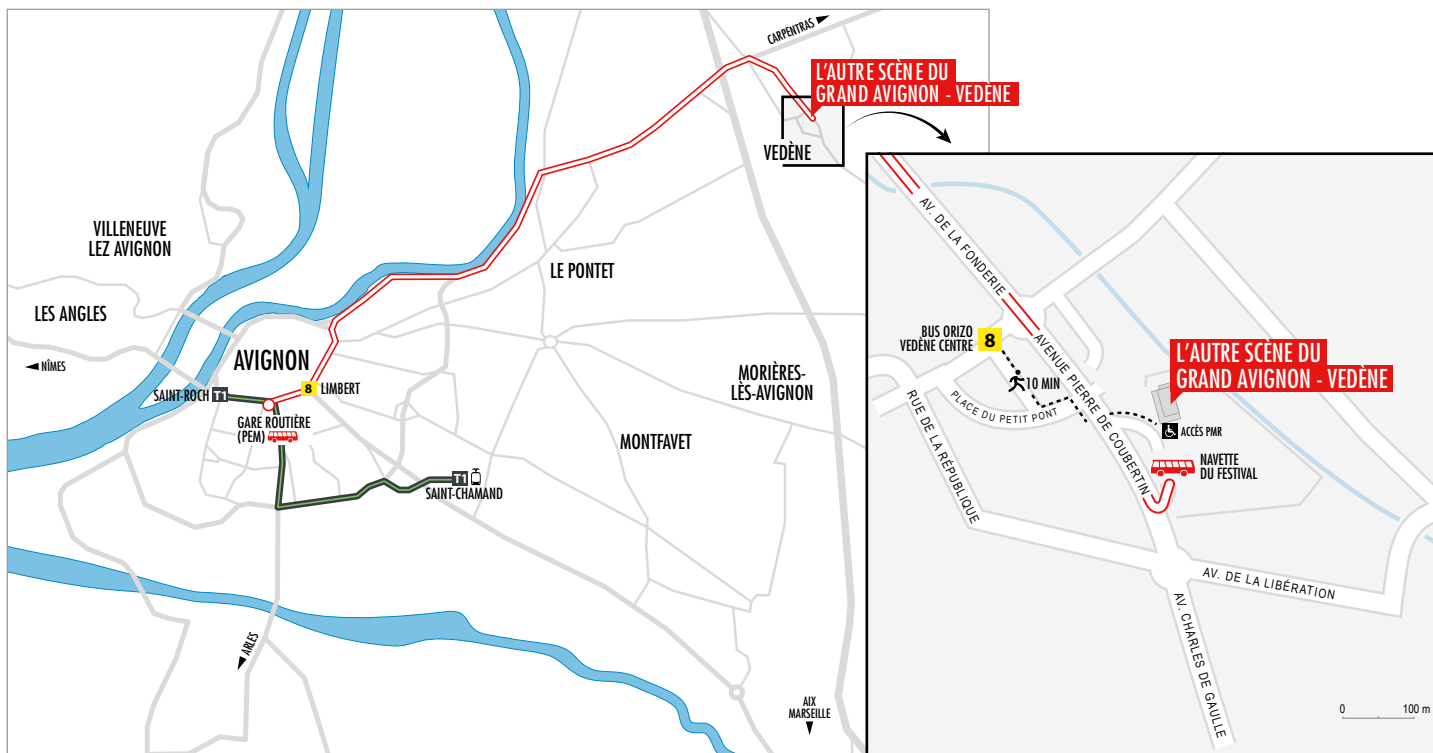 CARPENTRAS
L'AUTRE SCÈNE DU
GRAND AVIGNON - VEDÈNE
VEDÈNE
VILLENEUVE
LEZ AVIGNON
LE PONTET
LES ANGLES
NÎMES
AVIGNON
8 LIMBERT
SAINT-ROCH T1
GARE ROUTIÈRE
(PEM)
MORIÈRES-
LÈS-AVIGNON
MONTFAVET
T1
SAINT-CHAMAND
ARLES
AIX
MARSEILLE
AV. DE LA FONDERIE
BUS ORIZO
VEDÈNE CENTRE
8
10 MIN
AVENUE PIERRE DE COUBERTIN
L'AUTRE SCÈNE DU
GRAND AVIGNON - VEDÈNE
PLACE DU PETIT PONT
ACCÈS PMR
RUE DE LA RÉPUBLIQUE
NAVETTE
DU FESTIVAL
AV. DE LA LIBÉRATION
AV. CHARLES DE GAULLE
0 100 m